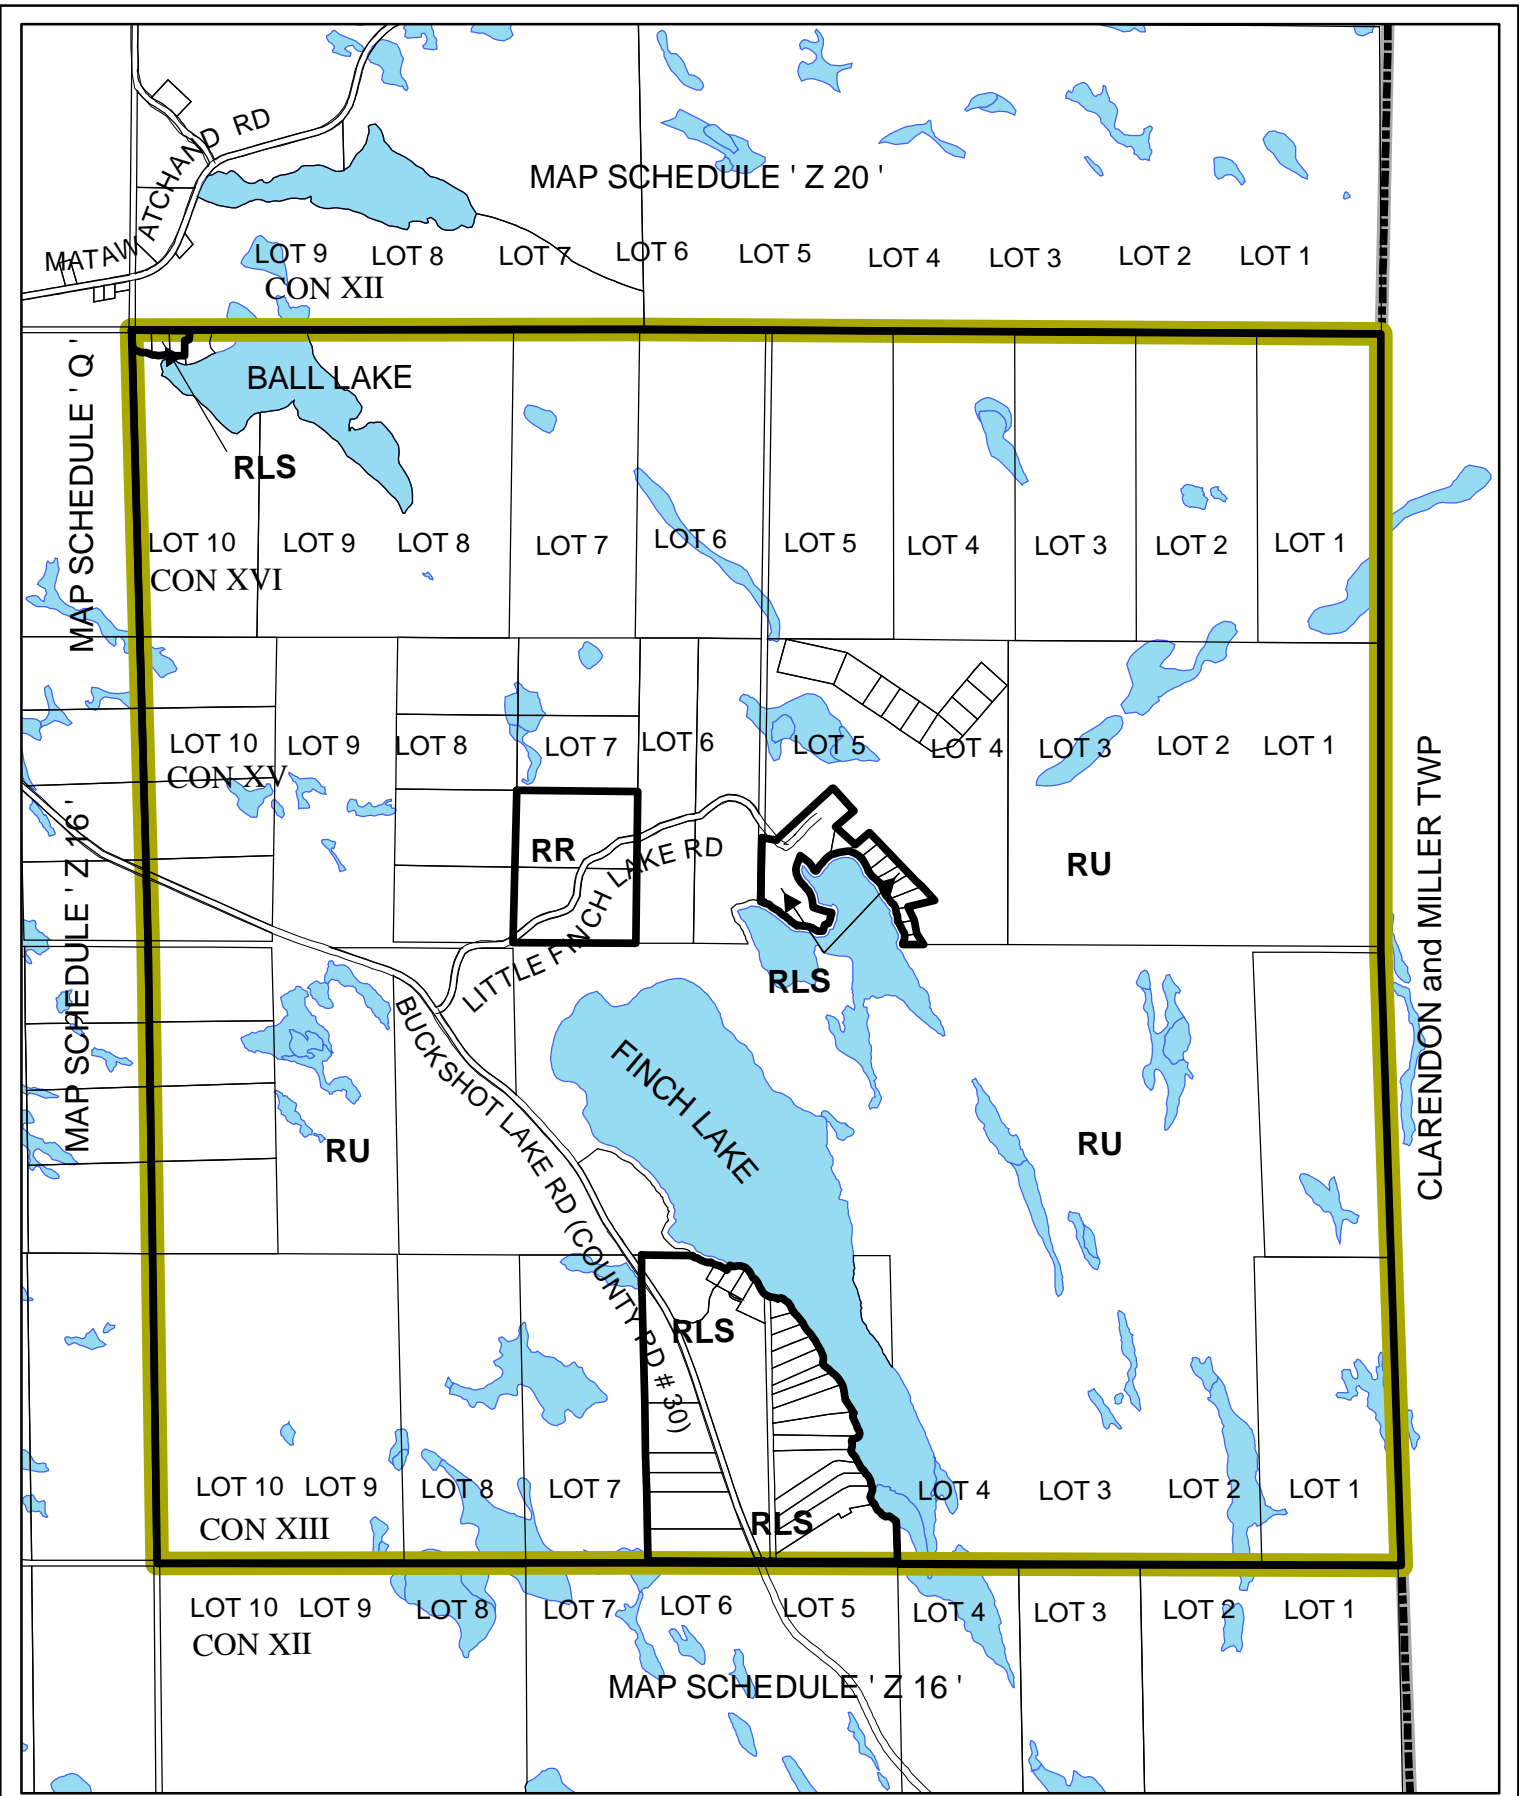 MATAWATCHAND RD
MAP SCHEDULE ' Z 20 '
LOT 9 LOT 8 LOT 7 LOT 6 LOT 5 LOT 4 LOT 3 LOT 2 LOT 1
CON XII
MAP SCHEDULE ' Q '
BALL LAKE
RLS
LOT 10 LOT 9 LOT 8 LOT 7 LOT 6 LOT 5 LOT 4 LOT 3 LOT 2 LOT 1
CON XVI
LOT 10 LOT 9 LOT 8 LOT 7 LOT 6 LOT 5 LOT 4 LOT 3 LOT 2 LOT 1
CON XV
MAP SCHEDULE ' Z 16 '
RR
LITTLE FINCH LAKE RD
RU
CLARENDON and MILLER TWP
RLS
BUCKSHOT LAKE RD (COUNTY RD # 30)
FINCH LAKE
RU
RU
RLS
LOT 10 LOT 9 LOT 8 LOT 7 LOT 4 LOT 3 LOT 2 LOT 1
CON XIII
RLS
LOT 10 LOT 9 LOT 8 LOT 7 LOT 6 LOT 5 LOT 4 LOT 3 LOT 2 LOT 1
CON XII
MAP SCHEDULE ' Z 16 '